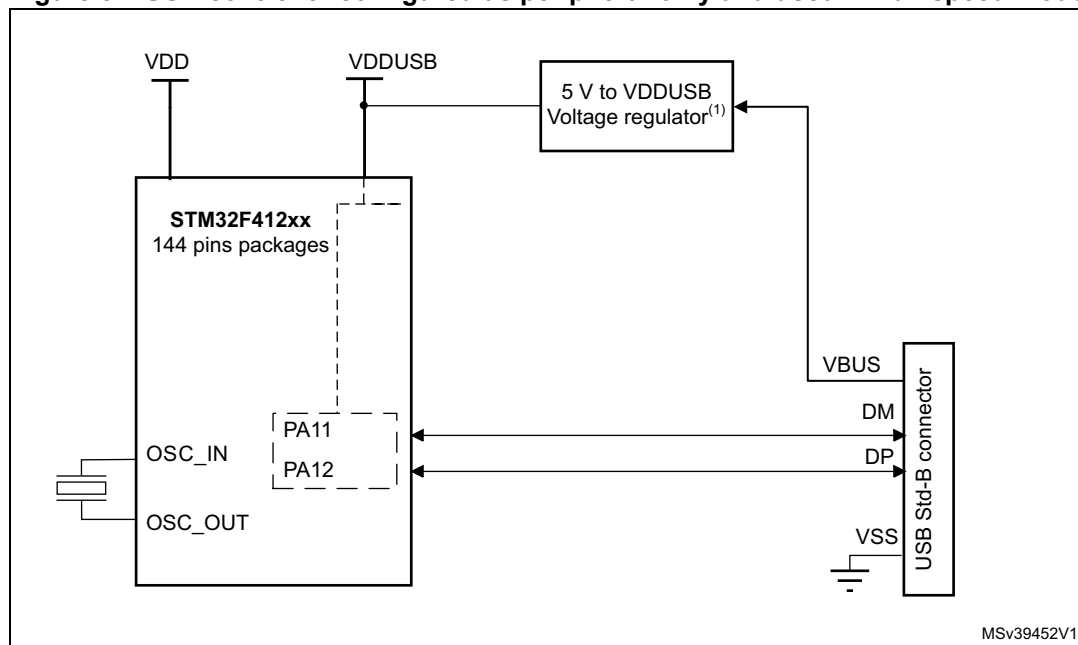 VDD
VDDUSB
5 V to VDDUSB
Voltage regulator(1)
STM32F412xx
144 pins packages
VBUS
DM
DP
VSS
USB Std-B connector
PA11
PA12
OSC_IN
OSC_OUT
MSv39452V1